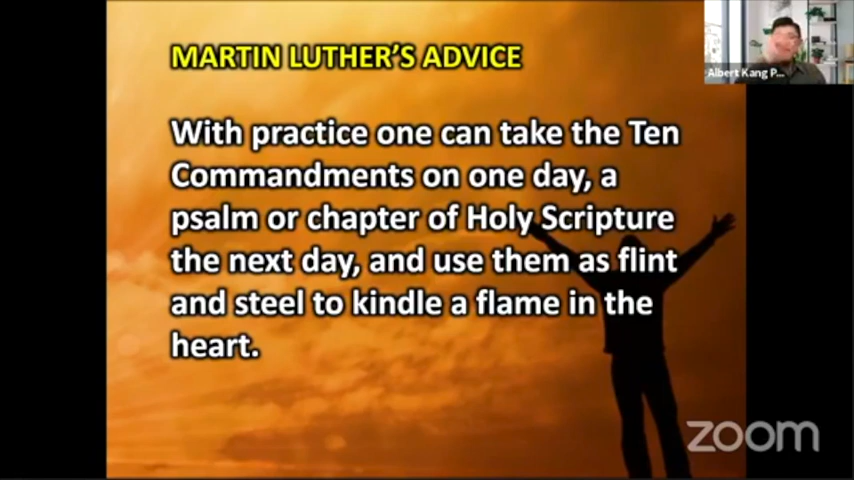 MARTIN LUTHER'S ADVICE
Albert Kang P...
With practice one can take the Ten
Commandments on one day, a
psalm or chapter of Holy Scripture
the next day, and use them as flint
and steel to kindle a flame in the
heart.
zoom